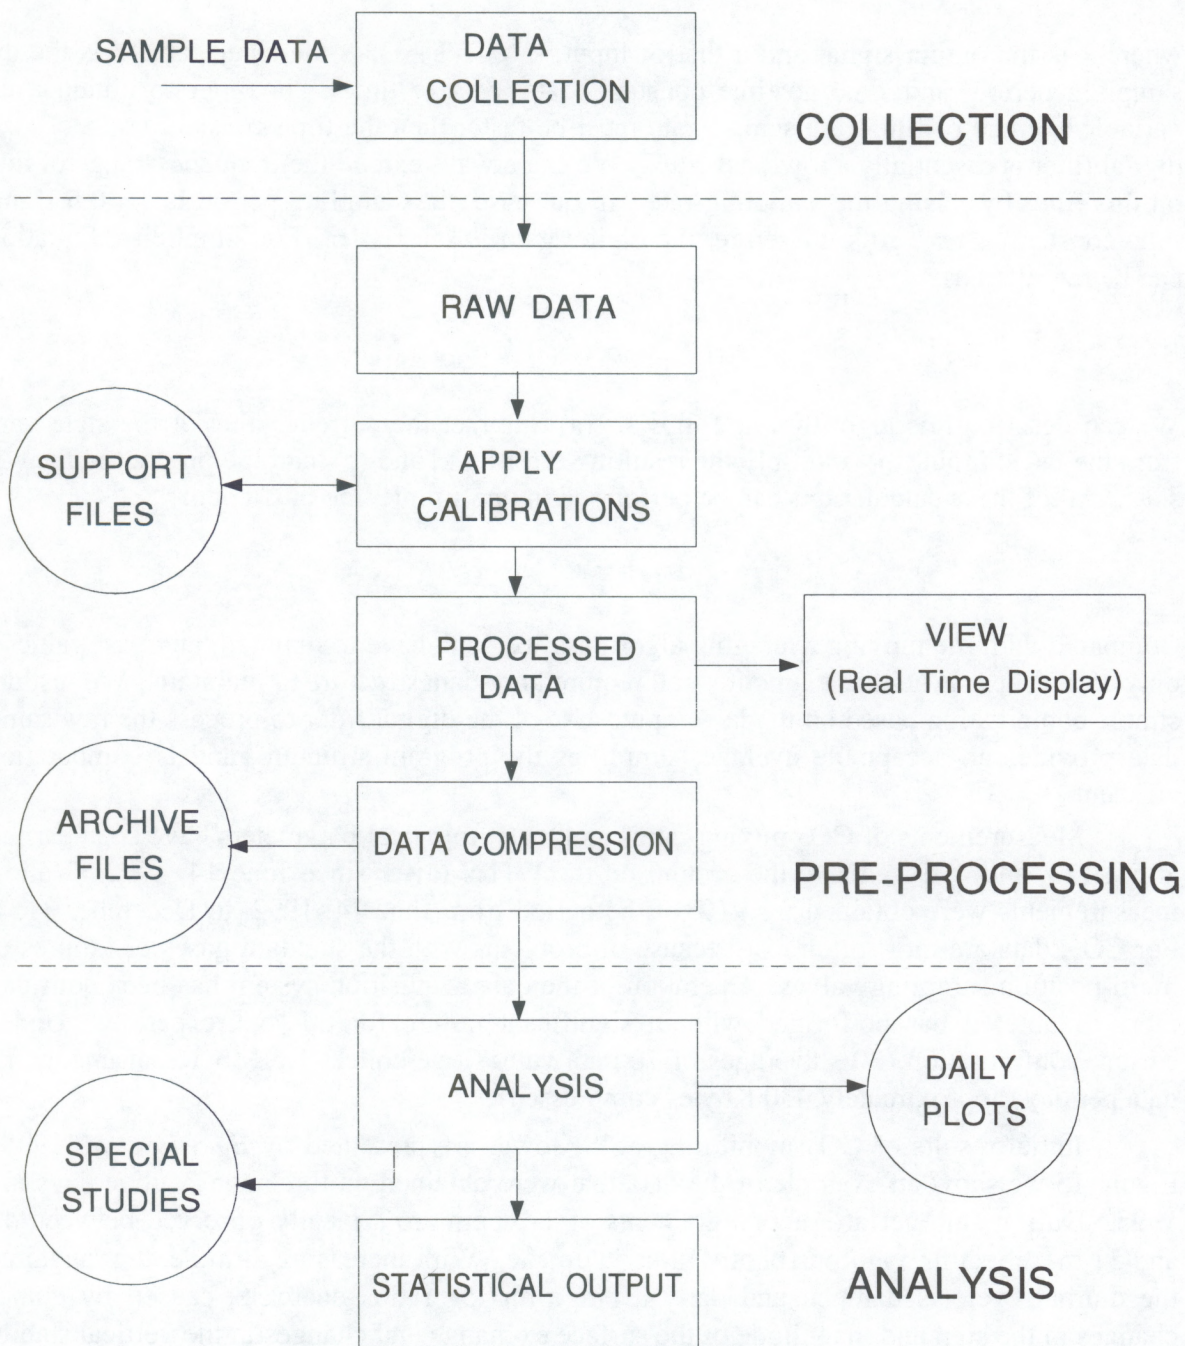 SAMPLE DATA
DATA
COLLECTION
COLLECTION
RAW DATA
SUPPORT
FILES
APPLY
CALIBRATIONS
PROCESSED
DATA
VIEW
(Real Time Display)
ARCHIVE
FILES
DATA COMPRESSION
PRE-PROCESSING
ANALYSIS
DAILY
PLOTS
SPECIAL
STUDIES
STATISTICAL OUTPUT
ANALYSIS